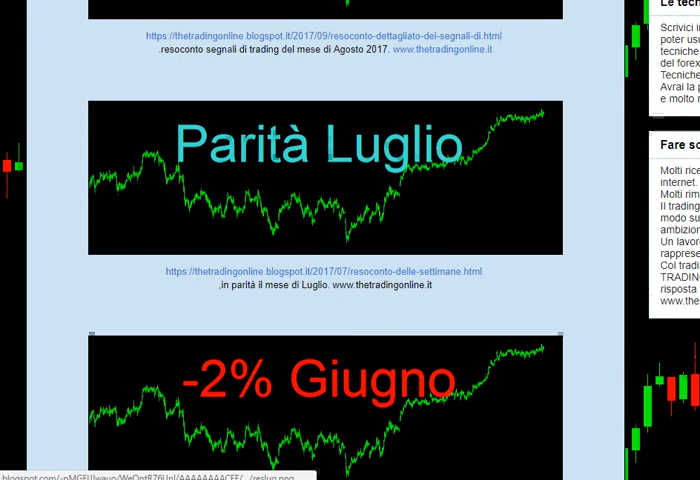 https://thetradingonline.blogspot.it/2017/09/resoconto-dettagliato-dei-segnali-di.html
.resoconto segnali di trading del mese di Agosto 2017. www.thetradingonline.it
Parità Luglio
https://thetradingonline.blogspot.it/2017/07/resoconto-delle-settimane.html
,in parità il mese di Luglio. www.thetradingonline.it
-2% Giugno
Le tecn
Scrivici i
poter usu
tecniche
del forex
Tecniche
Avrai la p
e molto r
Fare so
Molti rice
internet.
Molti rim
Il trading
modo su
ambizion
Un lavor
rapprese
Col tradi
TRADIN
risposta
www.the